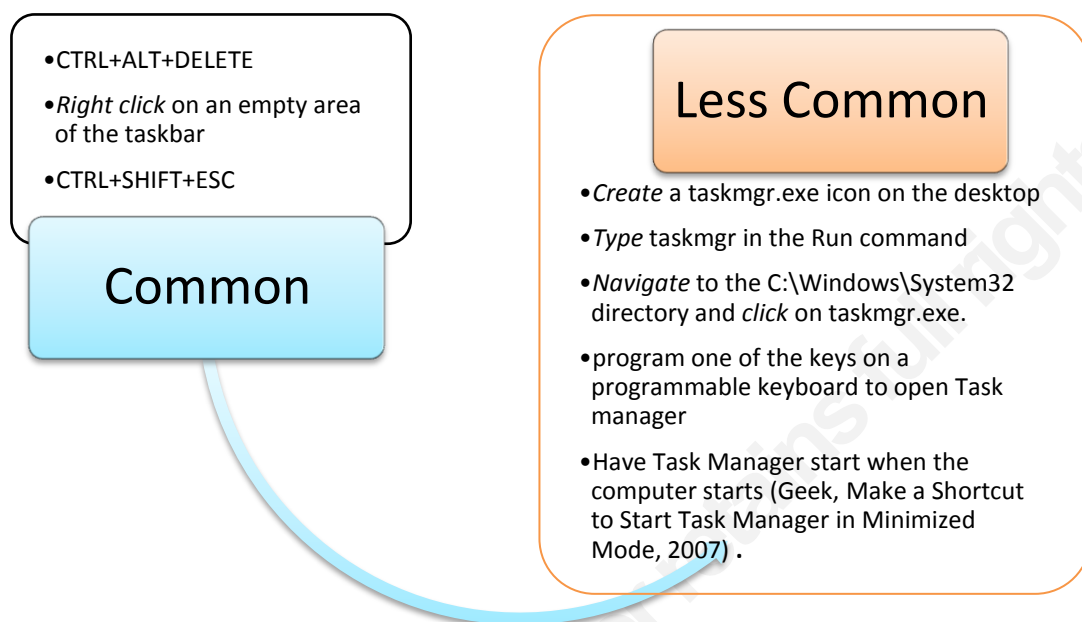 •CTRL+ALT+DELETE
•Right click on an empty area
of the taskbar
•CTRL+SHIFT+ESC
Common
Less Common
•Create a taskmgr.exe icon on the desktop
•Type taskmgr in the Run command
•Navigate to the C:\Windows\System32
directory and click on taskmgr.exe.
•program one of the keys on a
programmable keyboard to open Task
manager
•Have Task Manager start when the
computer starts (Geek, Make a Shortcut
to Start Task Manager in Minimized
Mode, 2007) .
retains full right